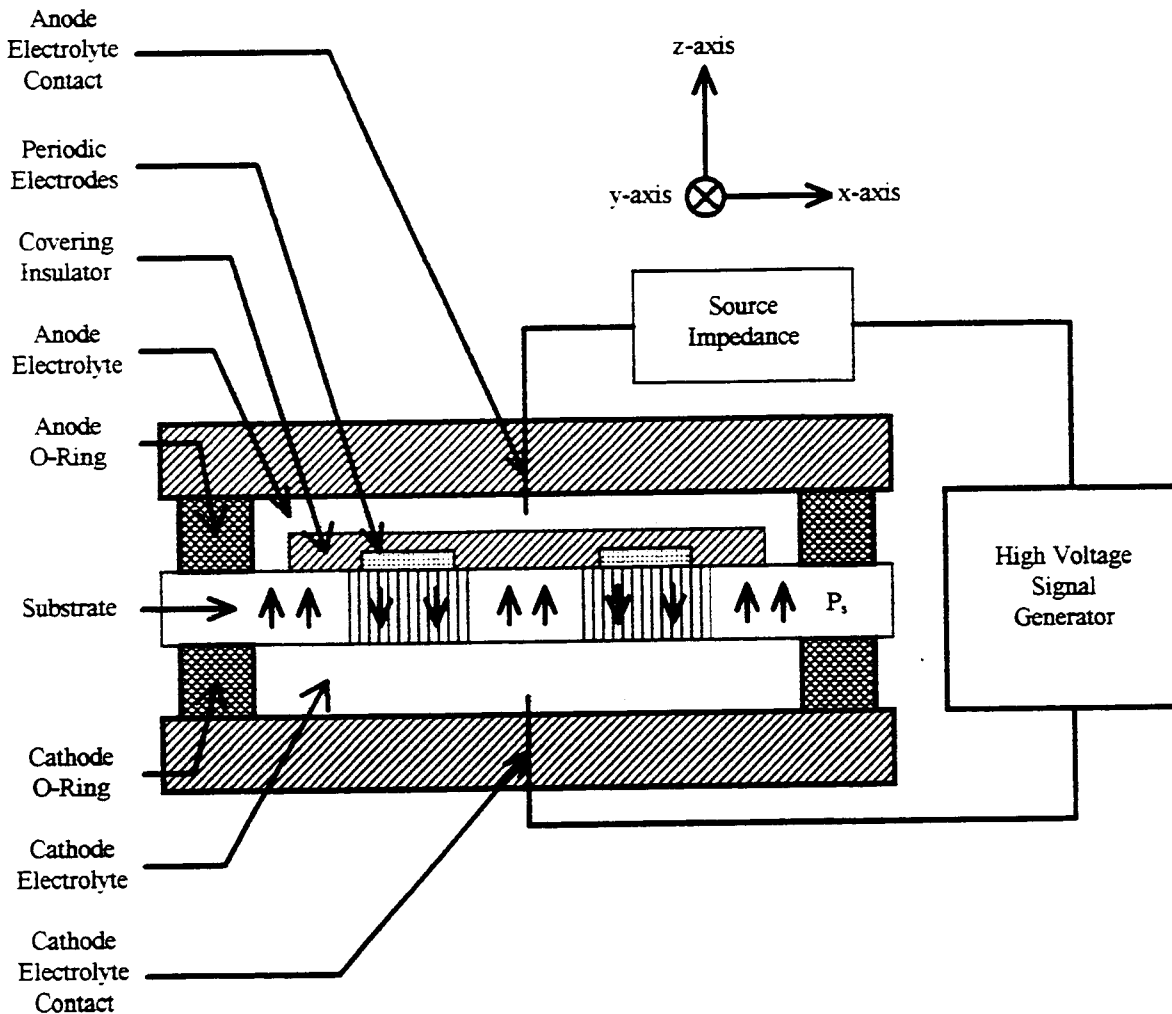 Anode
Electrolyte
Contact
z-axis
Periodic
Electrodes
y-axis
x-axis
Covering
Insulator
Source
Impedance
Anode
Electrolyte
Anode
O-Ring
High Voltage
Signal
Generator
Substrate
Ps
Cathode
O-Ring
Cathode
Electrolyte
Cathode
Electrolyte
Contact